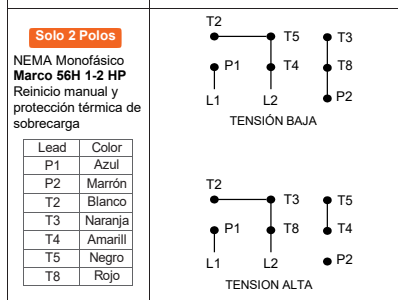 Solo 2 Polos
NEMA Monofásico
Marco 56H 1-2 HP
Reinicio manual y
protección térmica de
sobrecarga
Lead Color
P1 Azul
P2 Marrón
T2 Blanco
T3 Naranja
T4 Amarill
T5 Negro
T8 Rojo
T2
T5 T3
P1 T4 T8
P2
L1 L2
TENSIÓN BAJA
T2
T3 T5
P1 T8 T4
P2
L1 L2
TENSION ALTA